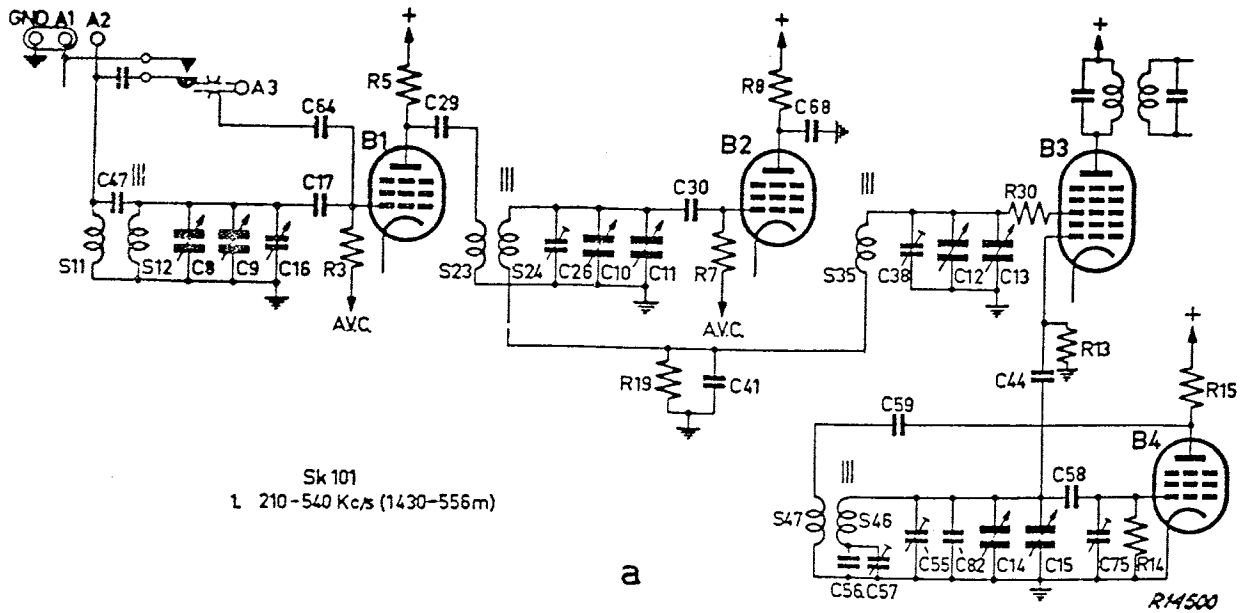 GND A1 A2
+
+
+
A3
R5
C29
R8
C68
C64
B1
B2
B3
C47
C17
C30
R30
S11
S12
C8
C9
C16
R3
S23
S24
C26
C10
C11
R7
S35
C38
C12
C13
A.V.C.
A.V.C.
+
R13
R19
C41
C44
R15
C59
B4
Sk 101
1. 210-540 Kc/s (1430-556m)
C58
S47
S46
C55
C82
C14
C15
C75
R14
C56
C57
a
R14500